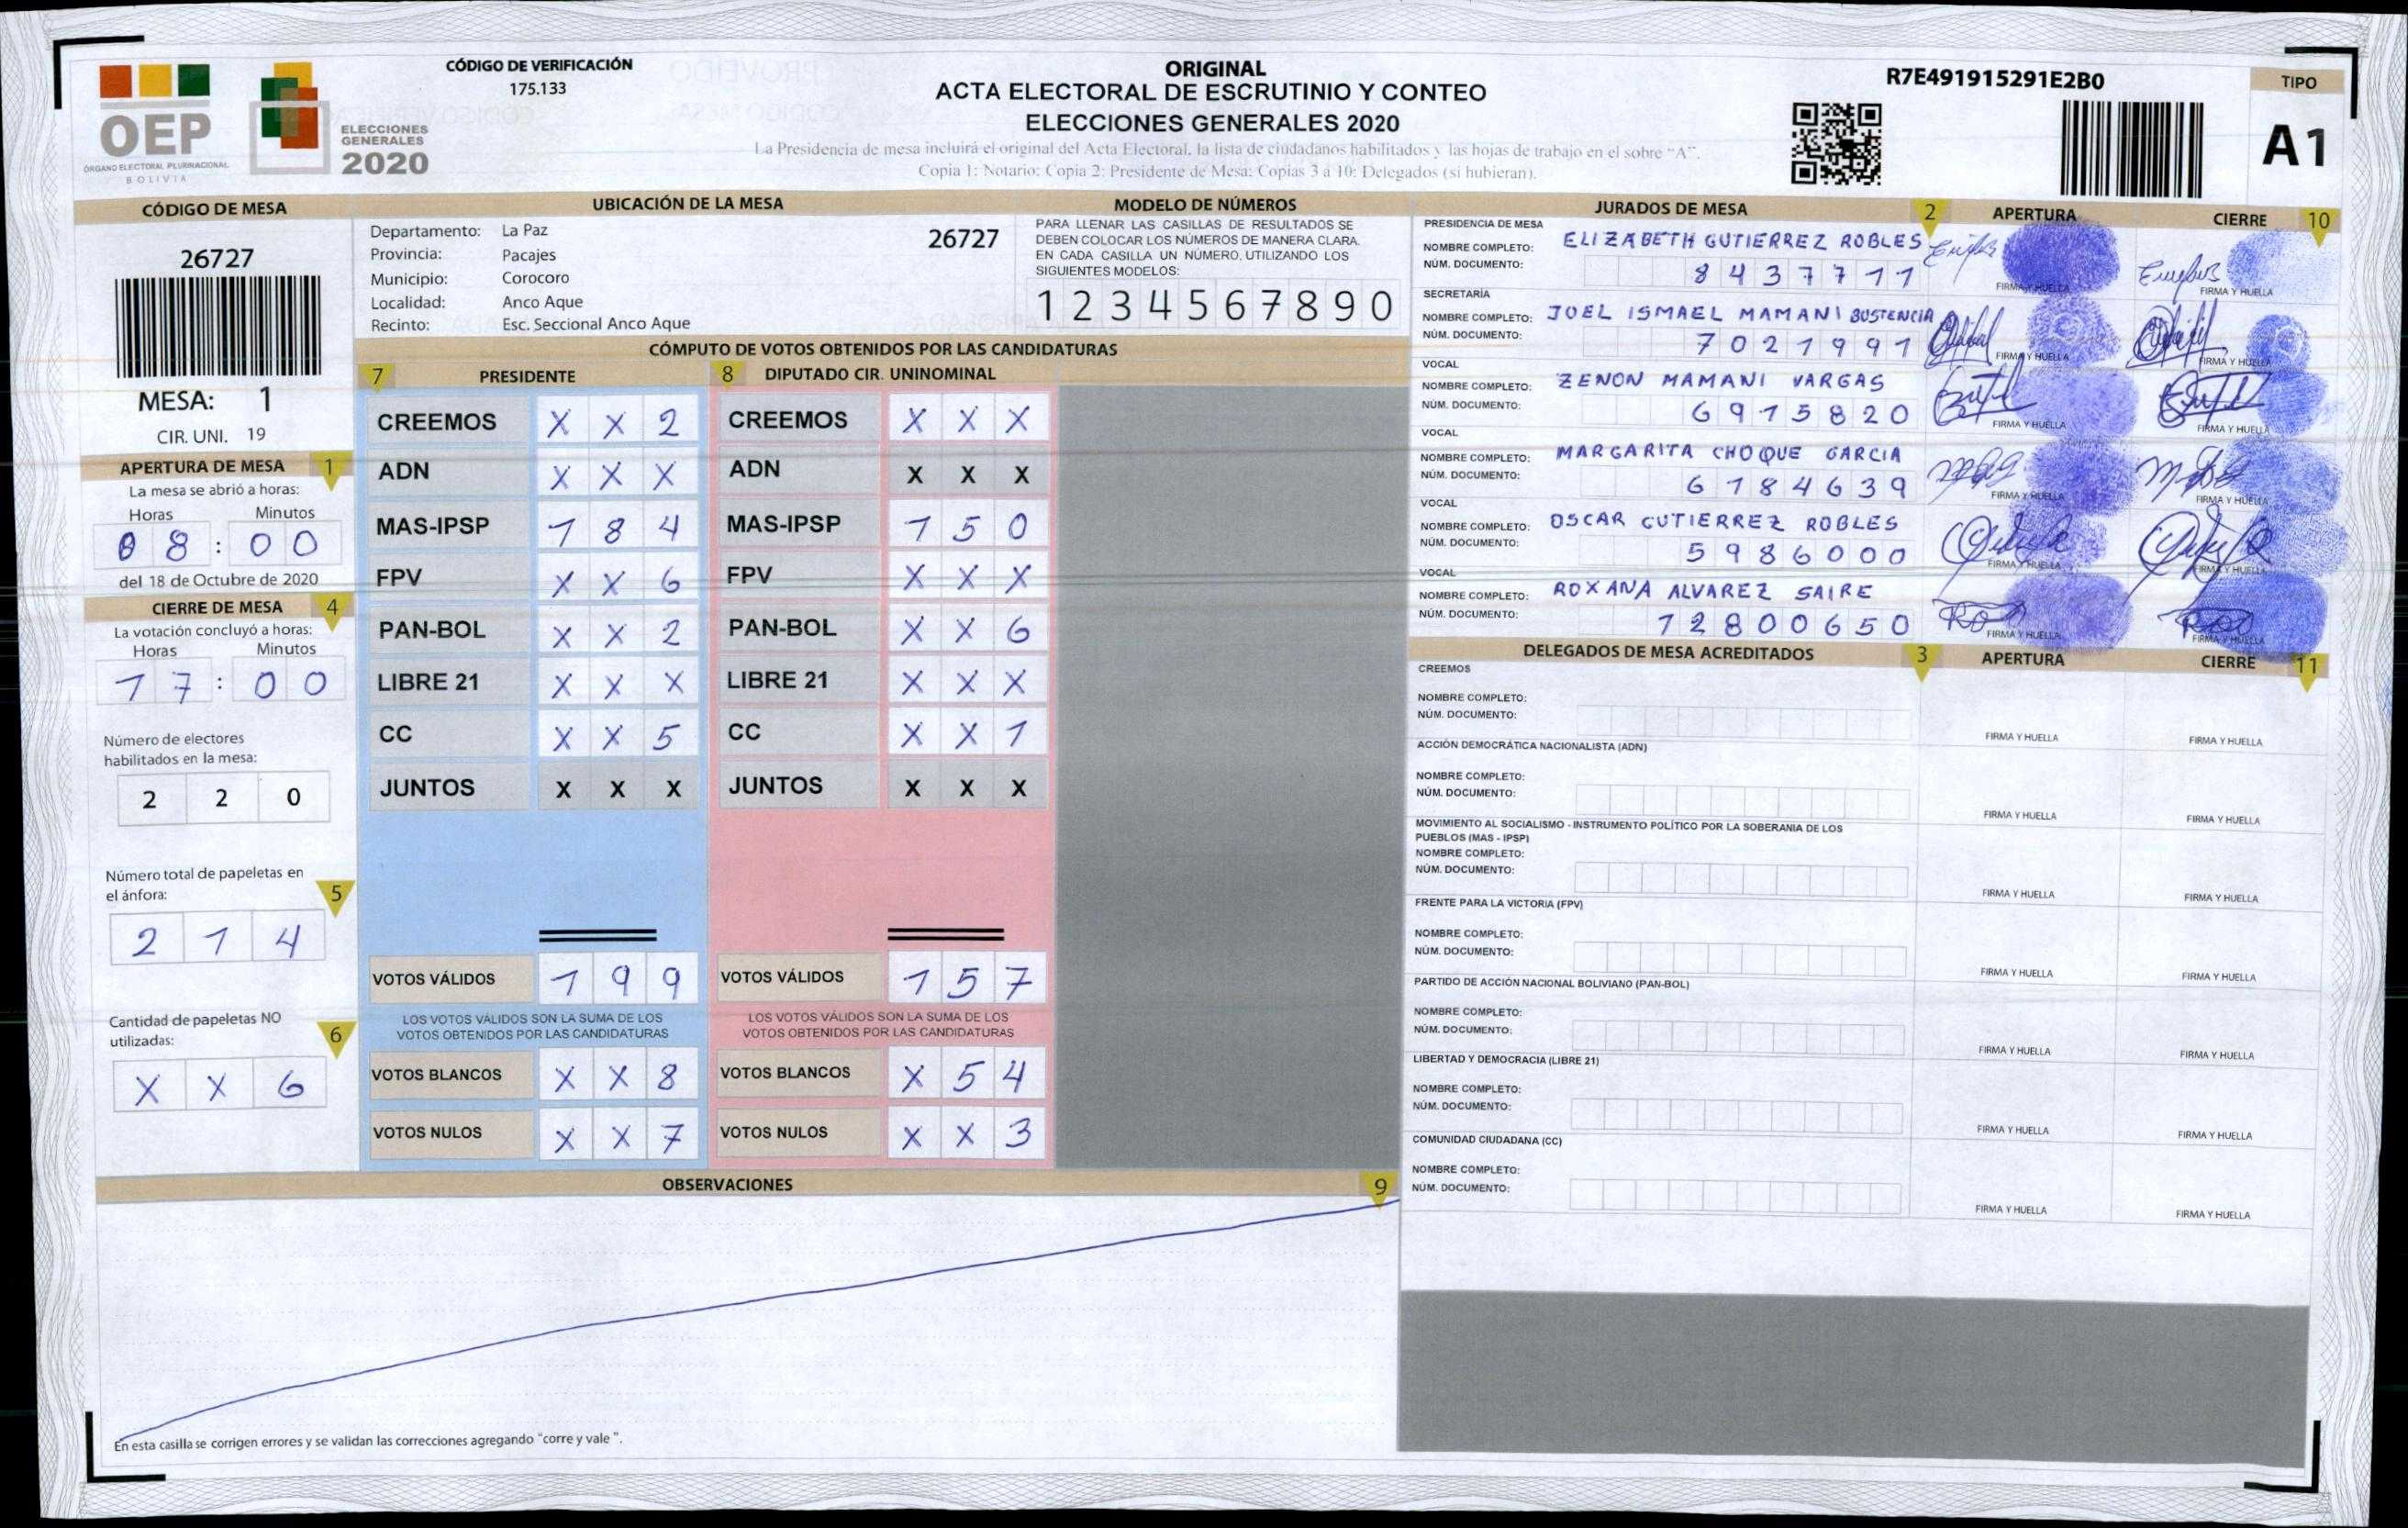 OEP
ÓRGANO ELECTORAL PLURINACIONAL
BOLIVIA
ELECCIONES
GENERALES
2020
CÓDIGO DE VERIFICACIÓN
175.133
ORIGINAL
ACTA ELECTORAL DE ESCRUTINIO Y CONTEO
ELECCIONES GENERALES 2020
La Presidencia de mesa incluirá el original del Acta Electoral, la lista de ciudadanos habilitados y las hojas de trabajo en el sobre "A".
Copia 1: Notario; Copia 2: Presidente de Mesa; Copias 3 a 10: Delegados (si hubieran).
R7E491915291E2B0
TIPO
A1
CÓDIGO DE MESA
26727
MESA: 1
CIR. UNI. 19
APERTURA DE MESA 1
La mesa se abrió a horas:
Horas Minutos
08:00
del 18 de Octubre de 2020
CIERRE DE MESA 4
La votación concluyó a horas:
Horas Minutos
17:00
Número de electores
habilitados en la mesa:
2 2 0
Número total de papeletas en
el ánfora: 5
2 1 4
Cantidad de papeletas NO
utilizadas: 6
X X 6
UBICACIÓN DE LA MESA
Departamento: La Paz
26727
Provincia: Pacajes
Municipio: Corocoro
Localidad: Anco Aque
Recinto: Esc. Seccional Anco Aque
MODELO DE NÚMEROS
PARA LLENAR LAS CASILLAS DE RESULTADOS SE
DEBEN COLOCAR LOS NÚMEROS DE MANERA CLARA.
EN CADA CASILLA UN NÚMERO, UTILIZANDO LOS
SIGUIENTES MODELOS:
1 2 3 4 5 6 7 8 9 0
CÓMPUTO DE VOTOS OBTENIDOS POR LAS CANDIDATURAS
7 PRESIDENTE
CREEMOS X X 2
ADN X X X
MAS-IPSP 1 8 4
FPV X X 6
PAN-BOL X X 2
LIBRE 21 X X X
CC X X 5
JUNTOS X X X
VOTOS VÁLIDOS 1 9 9
LOS VOTOS VÁLIDOS SON LA SUMA DE LOS
VOTOS OBTENIDOS POR LAS CANDIDATURAS
VOTOS BLANCOS X X 8
VOTOS NULOS X X 7
8 DIPUTADO CIR. UNINOMINAL
CREEMOS X X X
ADN X X X
MAS-IPSP 1 5 0
FPV X X X
PAN-BOL X X 6
LIBRE 21 X X X
CC X X 1
JUNTOS X X X
VOTOS VÁLIDOS 1 5 7
LOS VOTOS VÁLIDOS SON LA SUMA DE LOS
VOTOS OBTENIDOS POR LAS CANDIDATURAS
VOTOS BLANCOS X 5 4
VOTOS NULOS X X 3
OBSERVACIONES 9
En esta casilla se corrigen errores y se validan las correcciones agregando "corre y vale ".
JURADOS DE MESA 2 APERTURA CIERRE 10
PRESIDENCIA DE MESA
NOMBRE COMPLETO: ELIZABETH GUTIERREZ ROBLES
NÚM. DOCUMENTO: 8437711
FIRMA Y HUELLA FIRMA Y HUELLA
SECRETARÍA
NOMBRE COMPLETO: JOEL ISMAEL MAMANI BUSTENCIA
NÚM. DOCUMENTO: 7021991
FIRMA Y HUELLA FIRMA Y HUELLA
VOCAL
NOMBRE COMPLETO: ZENON MAMANI VARGAS
NÚM. DOCUMENTO: 6915820
FIRMA Y HUELLA FIRMA Y HUELLA
VOCAL
NOMBRE COMPLETO: MARGARITA CHOQUE GARCIA
NÚM. DOCUMENTO: 6184639
FIRMA Y HUELLA FIRMA Y HUELLA
VOCAL
NOMBRE COMPLETO: OSCAR GUTIERREZ ROBLES
NÚM. DOCUMENTO: 5986000
FIRMA Y HUELLA FIRMA Y HUELLA
VOCAL
NOMBRE COMPLETO: ROXANA ALVAREZ SAIRE
NÚM. DOCUMENTO: 12800650
FIRMA Y HUELLA FIRMA Y HUELLA
DELEGADOS DE MESA ACREDITADOS 3 APERTURA CIERRE 11
CREEMOS
NOMBRE COMPLETO:
NÚM. DOCUMENTO:
FIRMA Y HUELLA FIRMA Y HUELLA
ACCIÓN DEMOCRÁTICA NACIONALISTA (ADN)
NOMBRE COMPLETO:
NÚM. DOCUMENTO:
FIRMA Y HUELLA FIRMA Y HUELLA
MOVIMIENTO AL SOCIALISMO - INSTRUMENTO POLÍTICO POR LA SOBERANIA DE LOS
PUEBLOS (MAS - IPSP)
NOMBRE COMPLETO:
NÚM. DOCUMENTO:
FIRMA Y HUELLA FIRMA Y HUELLA
FRENTE PARA LA VICTORIA (FPV)
NOMBRE COMPLETO:
NÚM. DOCUMENTO:
FIRMA Y HUELLA FIRMA Y HUELLA
PARTIDO DE ACCIÓN NACIONAL BOLIVIANO (PAN-BOL)
NOMBRE COMPLETO:
NÚM. DOCUMENTO:
FIRMA Y HUELLA FIRMA Y HUELLA
LIBERTAD Y DEMOCRACIA (LIBRE 21)
NOMBRE COMPLETO:
NÚM. DOCUMENTO:
FIRMA Y HUELLA FIRMA Y HUELLA
COMUNIDAD CIUDADANA (CC)
NOMBRE COMPLETO:
NÚM. DOCUMENTO:
FIRMA Y HUELLA FIRMA Y HUELLA